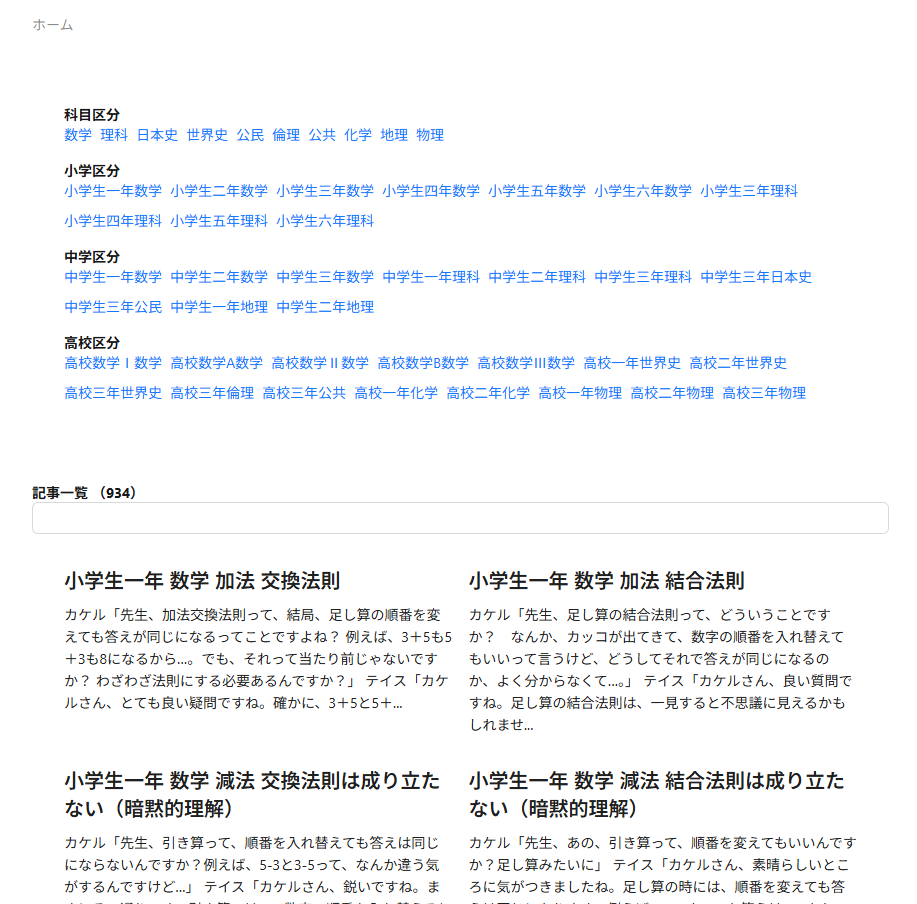 ホーム
科目区分
数学 理科 日本史 世界史 公民 倫理 公共 化学 地理 物理
小学区分
小学生一年数学 小学生二年数学 小学生三年数学 小学生四年数学 小学生五年数学 小学生六年数学 小学生三年理科
小学生四年理科 小学生五年理科 小学生六年理科
中学区分
中学生一年数学 中学生二年数学 中学生三年数学 中学生一年理科 中学生二年理科 中学生三年理科 中学生三年日本史
中学生三年公民 中学生一年地理 中学生二年地理
高校区分
高校数学Ⅰ数学 高校数学A数学 高校数学Ⅱ数学 高校数学B数学 高校数学III数学 高校一年世界史 高校二年世界史
高校三年世界史 高校三年倫理 高校三年公共 高校一年化学 高校二年化学 高校一年物理 高校二年物理 高校三年物理
記事一覧 （934）
小学生一年 数学 加法 交換法則
カケル「先生、加法交換法則って、結局、足し算の順番を変
えても答えが同じになるってことですよね？ 例えば、3＋5も5
＋3も8になるから…。でも、それって当たり前じゃないです
か？ わざわざ法則にする必要あるんですか？」 テイス「カケ
ルさん、とても良い疑問ですね。確かに、3＋5と5＋...
小学生一年 数学 加法 結合法則
カケル「先生、足し算の結合法則って、どういうことです
か？　なんか、カッコが出てきて、数字の順番を入れ替えて
もいいって言うけど、どうしてそれで答えが同じになるの
か、よく分からなくて…。」 テイス「カケルさん、良い質問で
すね。足し算の結合法則は、一見すると不思議に見えるかも
しれませ...
小学生一年 数学 減法 交換法則は成り立た
ない（暗黙的理解）
カケル「先生、引き算って、順番を入れ替えても答えは同じ
にならないんですか？例えば、5-3と3-5って、なんか違う気
がするんですけど…」 テイス「カケルさん、鋭いですね。ま
小学生一年 数学 減法 結合法則は成り立た
ない（暗黙的理解）
カケル「先生、あの、引き算って、順番を変えてもいいんです
か？足し算みたいに」 テイス「カケルさん、素晴らしいとこ
ろに気がつきましたね。足し算の時には、順番を変えても答